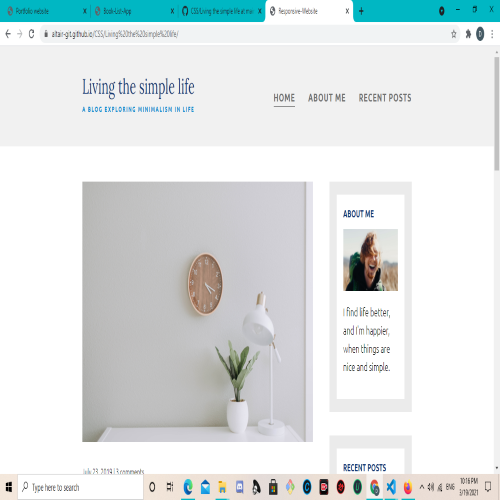 Portfolio website
Book-List-App
CSS/Living the simple life at mai
Responsive-Website
altair-git.github.io/CSS/Living%20the%20simple%20life/
D
Living the simple life
A BLOG EXPLORING MINIMALISM IN LIFE
HOME
ABOUT ME
RECENT POSTS
ABOUT ME
I find life better,
and I'm happier,
when things are
nice and simple.
July 23, 2019 | 3 comments
RECENT POSTS
Type here to search
ENG
10:16 PM
3/19/2021